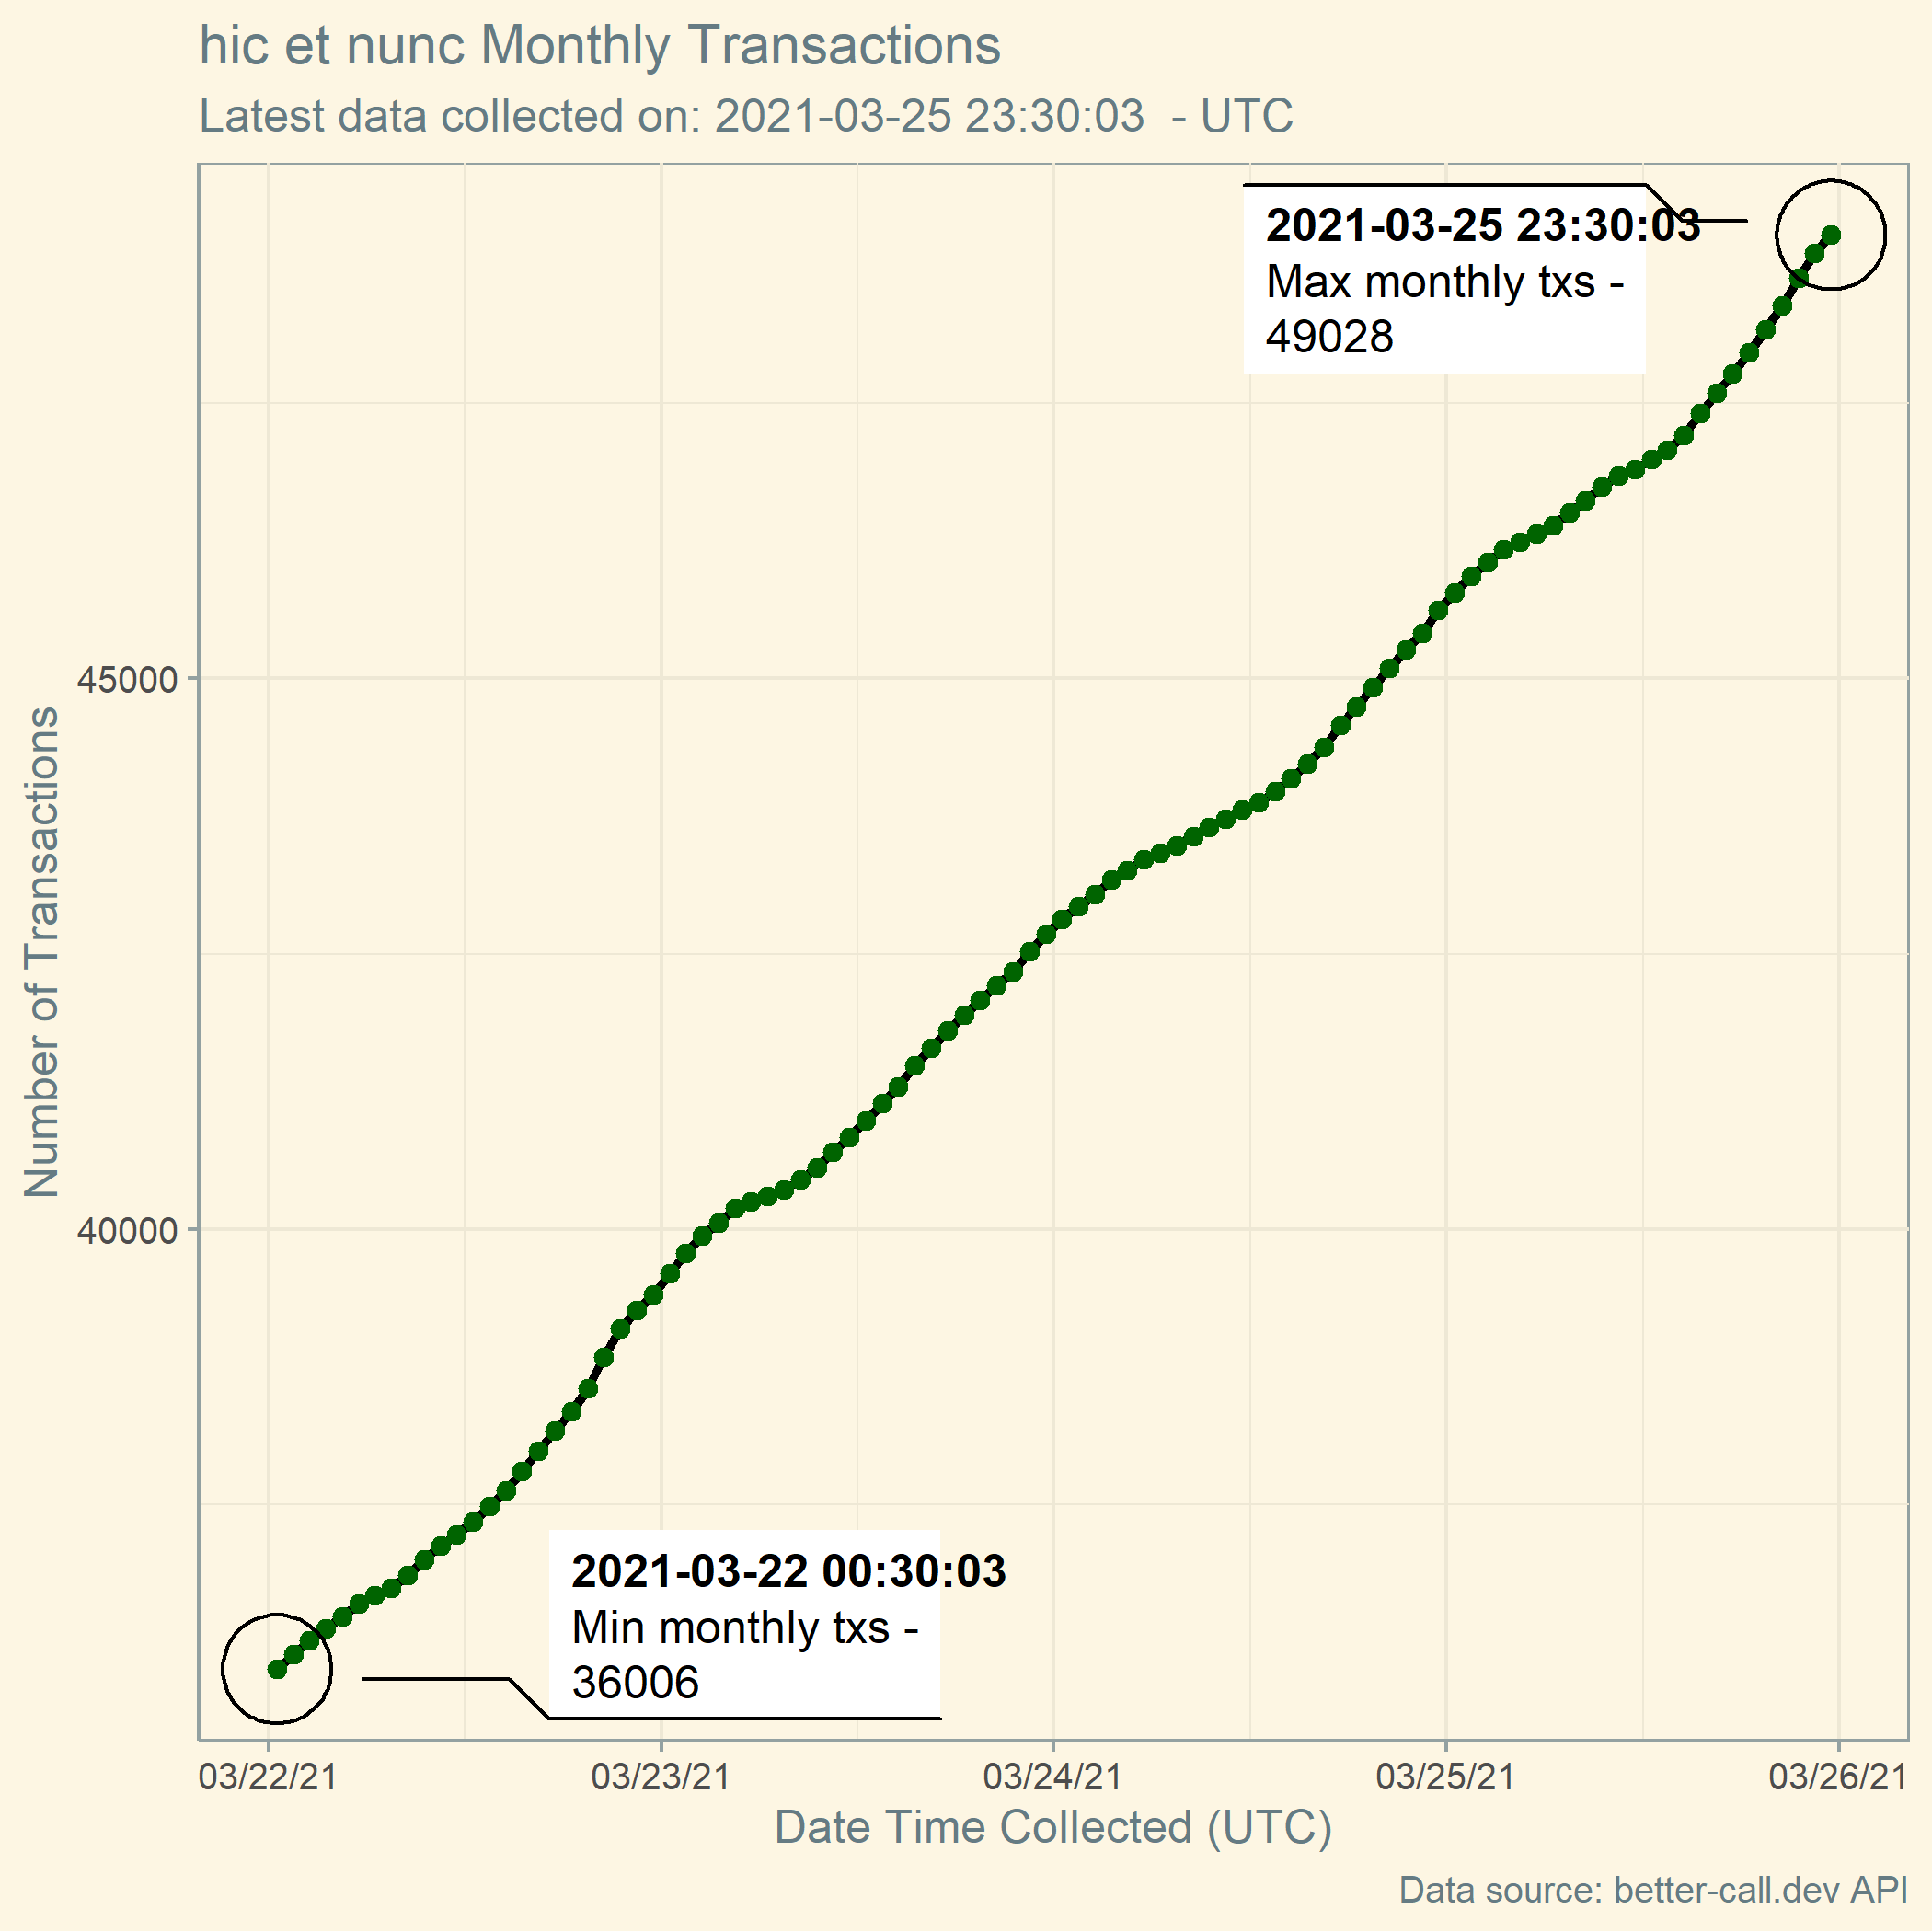 hic et nunc Monthly Transactions
Latest data collected on: 2021-03-25 23:30:03  - UTC
2021-03-25 23:30:03
Max monthly txs -
49028
45000
40000
Number of Transactions
2021-03-22 00:30:03
Min monthly txs -
36006
03/22/21 03/23/21 03/24/21 03/25/21 03/26/21
Date Time Collected (UTC)
Data source: better-call.dev API